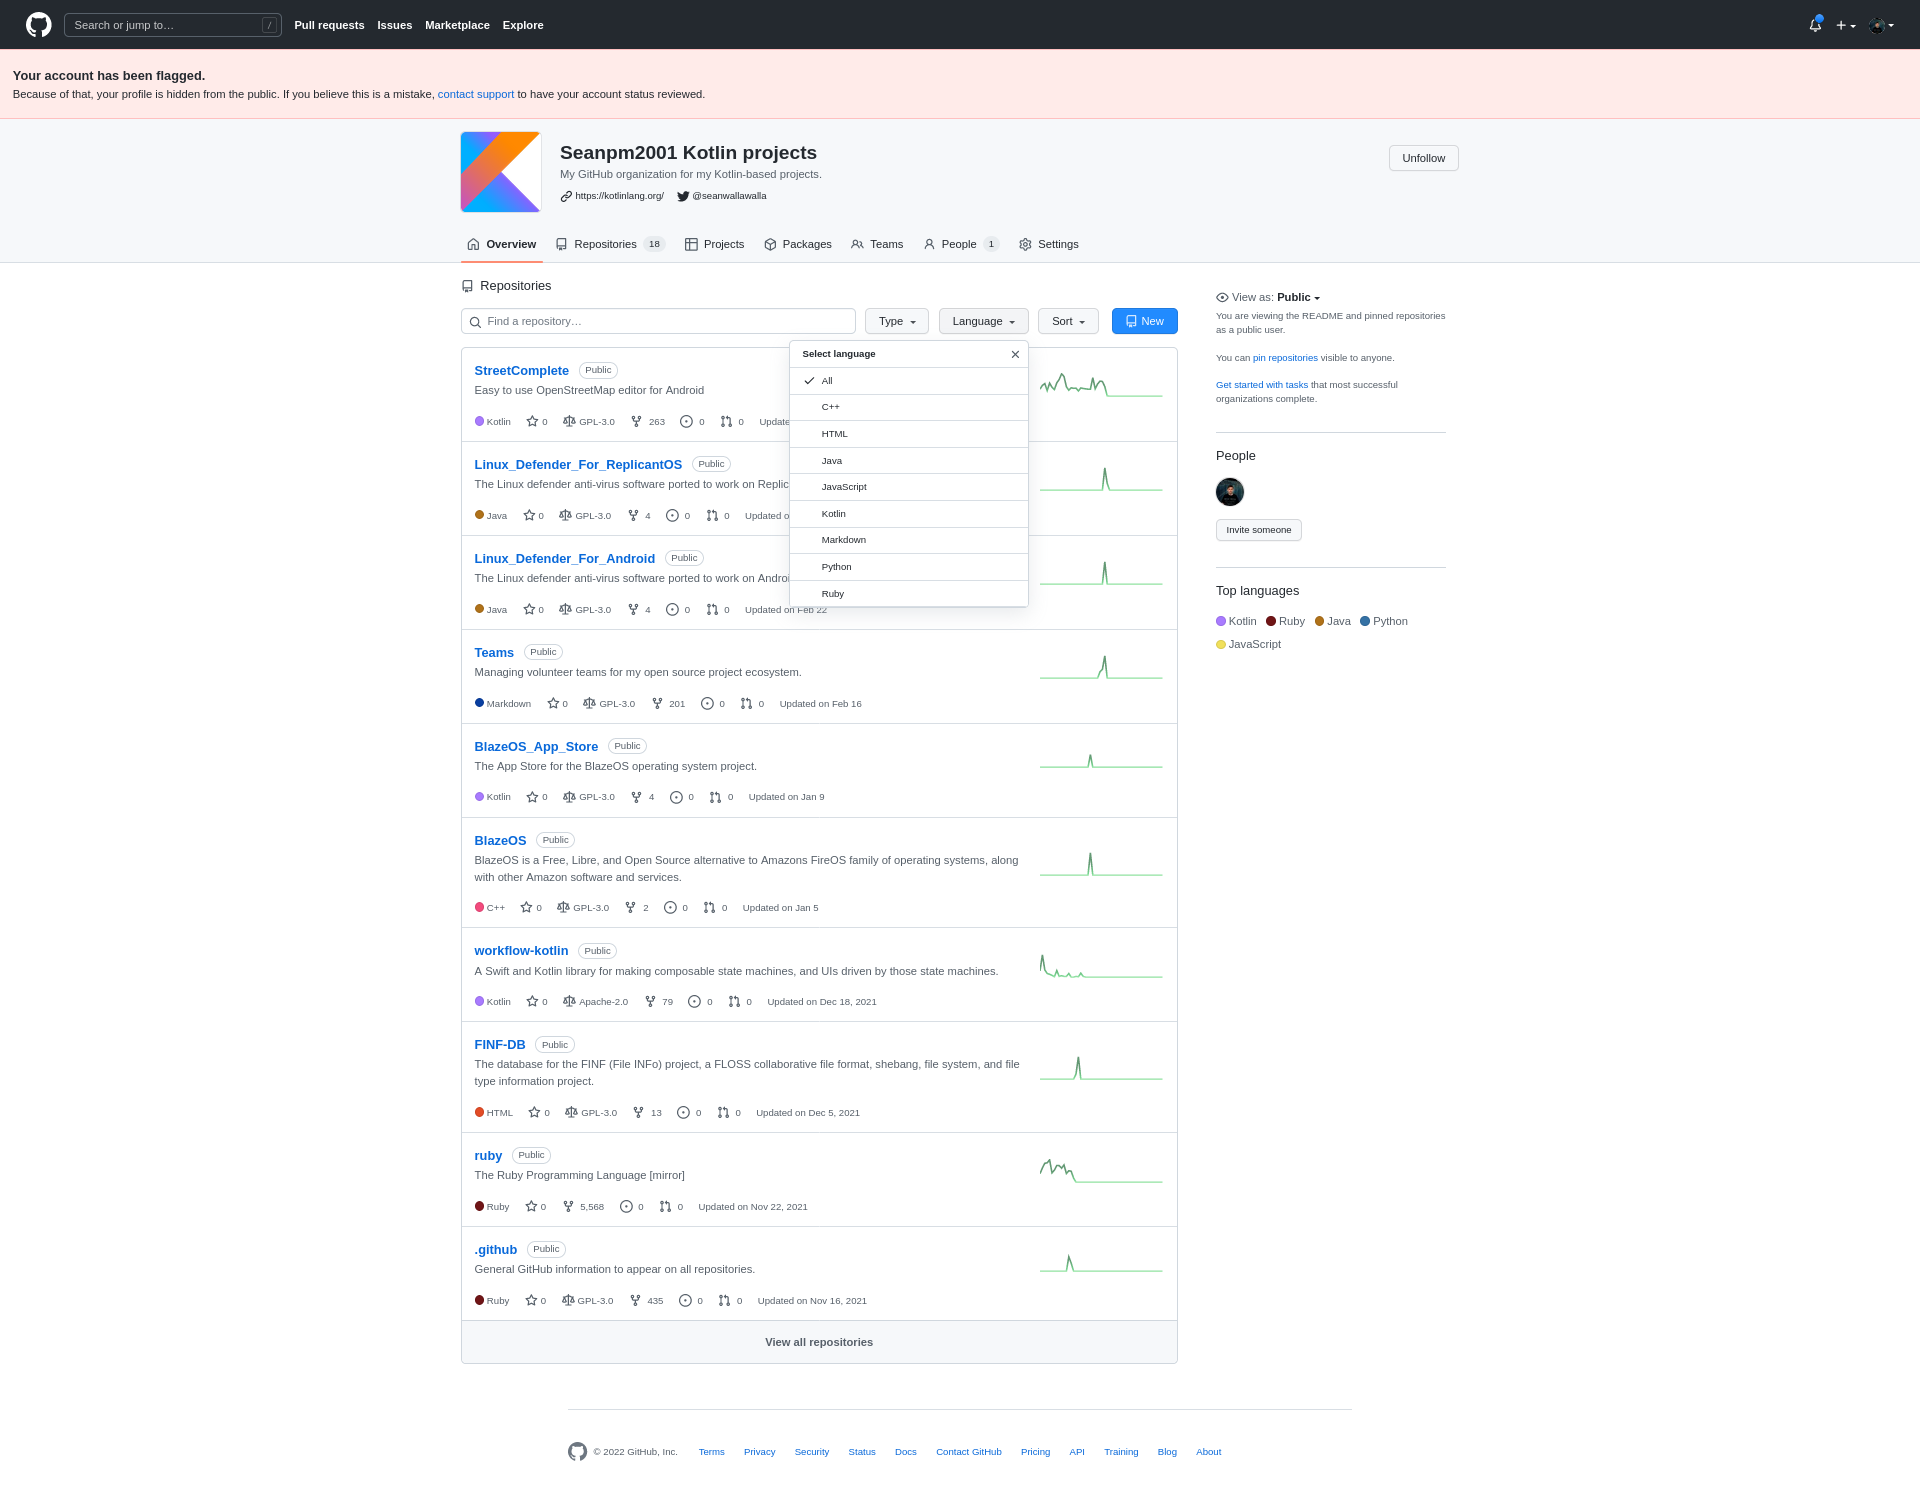 Search or jump to…
/
Pull requests
Issues
Marketplace
Explore
Your account has been flagged.
Because of that, your profile is hidden from the public. If you believe this is a mistake, contact support to have your account status reviewed.
Seanpm2001 Kotlin projects
My GitHub organization for my Kotlin-based projects.
https://kotlinlang.org/
@seanwallawalla
Unfollow
Overview
Repositories 18
Projects
Packages
Teams
People 1
Settings
Repositories
Find a repository…
Type
Language
Sort
New
Select language
All
C++
HTML
Java
JavaScript
Kotlin
Markdown
Python
Ruby
StreetComplete Public
Easy to use OpenStreetMap editor for Android
Kotlin 0 GPL-3.0 263 0 0 Update
Linux_Defender_For_ReplicantOS Public
The Linux defender anti-virus software ported to work on Replic
Java 0 GPL-3.0 4 0 0 Updated o
Linux_Defender_For_Android Public
The Linux defender anti-virus software ported to work on Androi
Java 0 GPL-3.0 4 0 0 Updated on Feb 22
Teams Public
Managing volunteer teams for my open source project ecosystem.
Markdown 0 GPL-3.0 201 0 0 Updated on Feb 16
BlazeOS_App_Store Public
The App Store for the BlazeOS operating system project.
Kotlin 0 GPL-3.0 4 0 0 Updated on Jan 9
BlazeOS Public
BlazeOS is a Free, Libre, and Open Source alternative to Amazons FireOS family of operating systems, along
with other Amazon software and services.
C++ 0 GPL-3.0 2 0 0 Updated on Jan 5
workflow-kotlin Public
A Swift and Kotlin library for making composable state machines, and UIs driven by those state machines.
Kotlin 0 Apache-2.0 79 0 0 Updated on Dec 18, 2021
FINF-DB Public
The database for the FINF (File INFo) project, a FLOSS collaborative file format, shebang, file system, and file
type information project.
HTML 0 GPL-3.0 13 0 0 Updated on Dec 5, 2021
ruby Public
The Ruby Programming Language [mirror]
Ruby 0 5,568 0 0 Updated on Nov 22, 2021
.github Public
General GitHub information to appear on all repositories.
Ruby 0 GPL-3.0 435 0 0 Updated on Nov 16, 2021
View all repositories
View as: Public
You are viewing the README and pinned repositories
as a public user.
You can pin repositories visible to anyone.
Get started with tasks that most successful
organizations complete.
People
Invite someone
Top languages
Kotlin Ruby Java Python
JavaScript
© 2022 GitHub, Inc.
Terms
Privacy
Security
Status
Docs
Contact GitHub
Pricing
API
Training
Blog
About